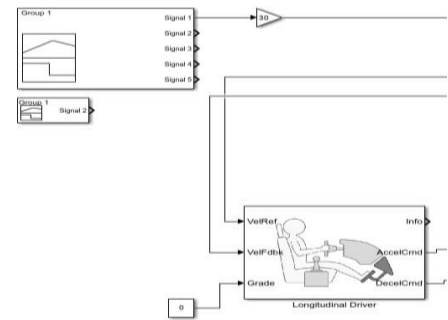 Group 1
Signal 1
30
Signal 2
Signal 3
Signal 4
Signal 5
Group 1
Signal 2
VelRef
Info
VelFdbk
AccelCmd
Grade
DecelCmd
0
Longitudinal Driver